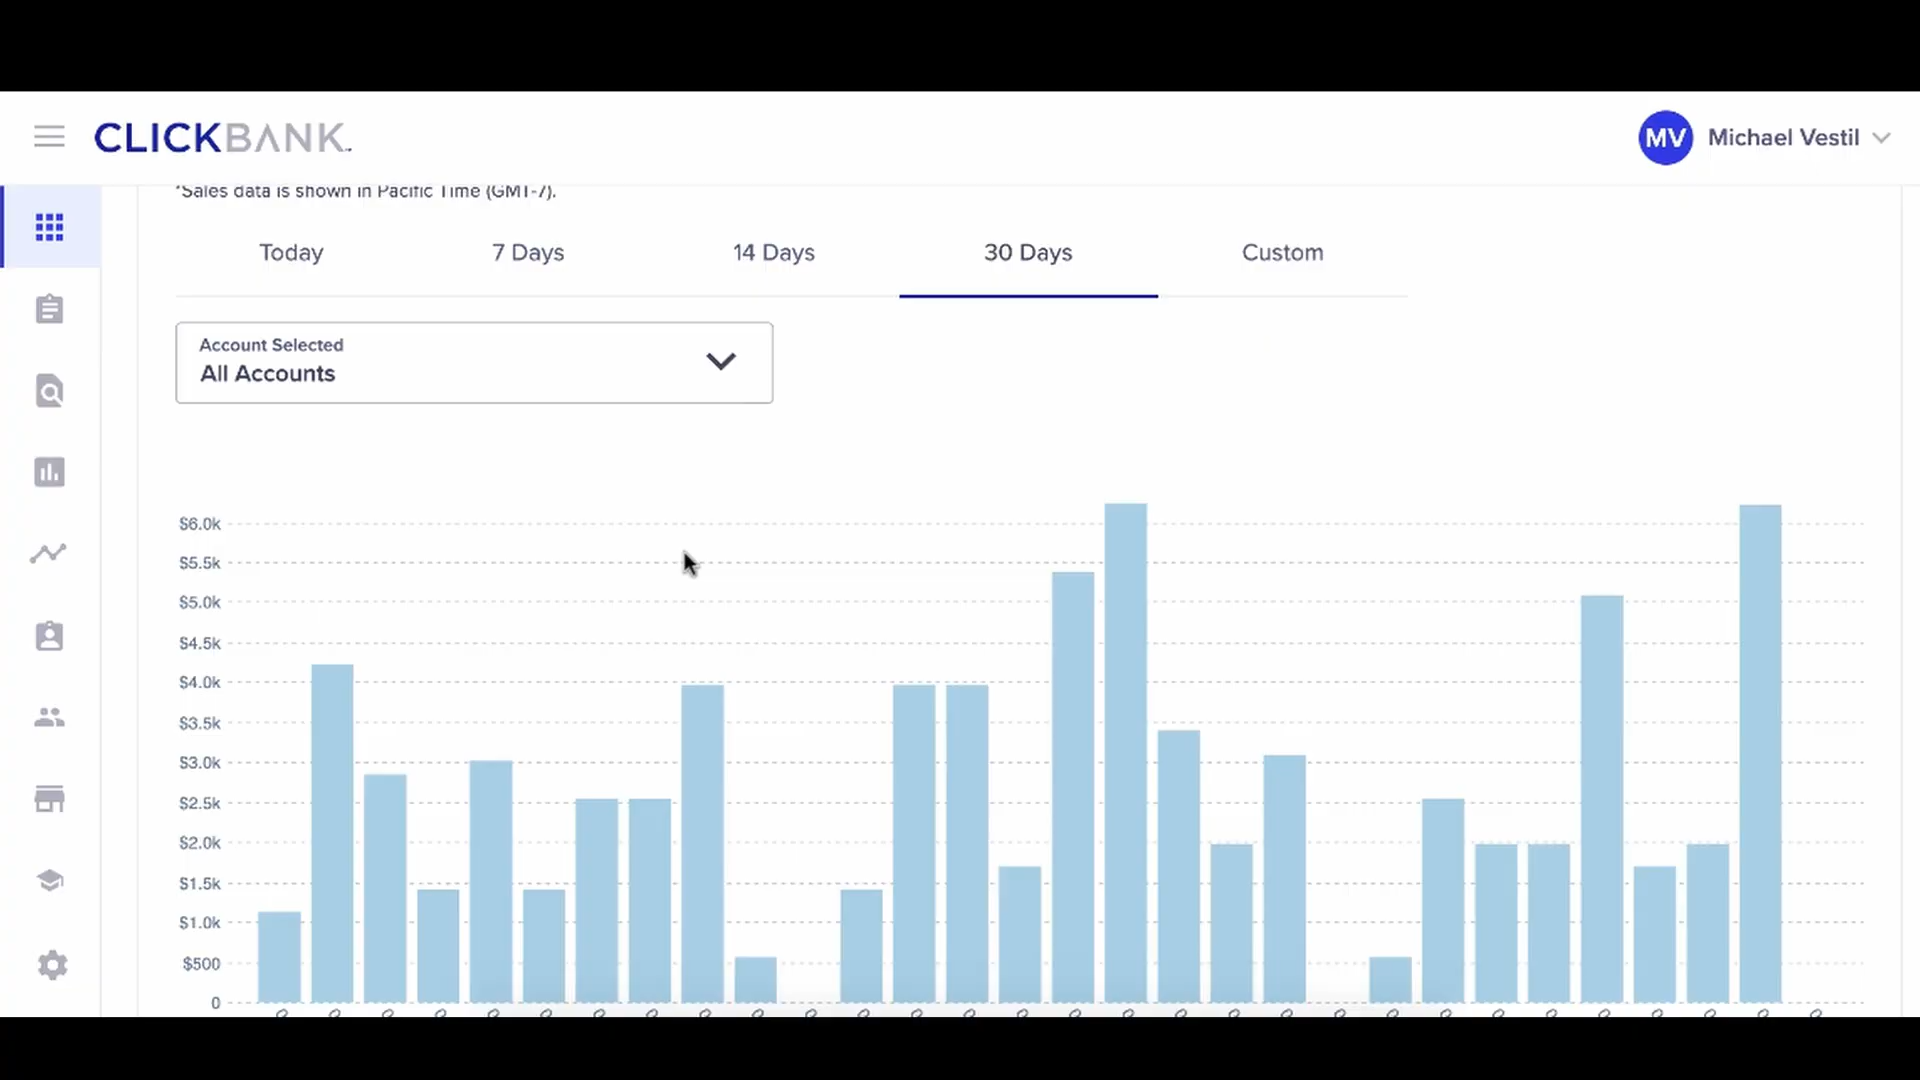 CLICKBANK
MV Michael Vestil
*Sales data is shown in Pacific Time (GMT-7).
Today 7 Days 14 Days 30 Days Custom
Account Selected
All Accounts
$6.0k
$5.5k
$5.0k
$4.5k
$4.0k
$3.5k
$3.0k
$2.5k
$2.0k
$1.5k
$1.0k
$500
0